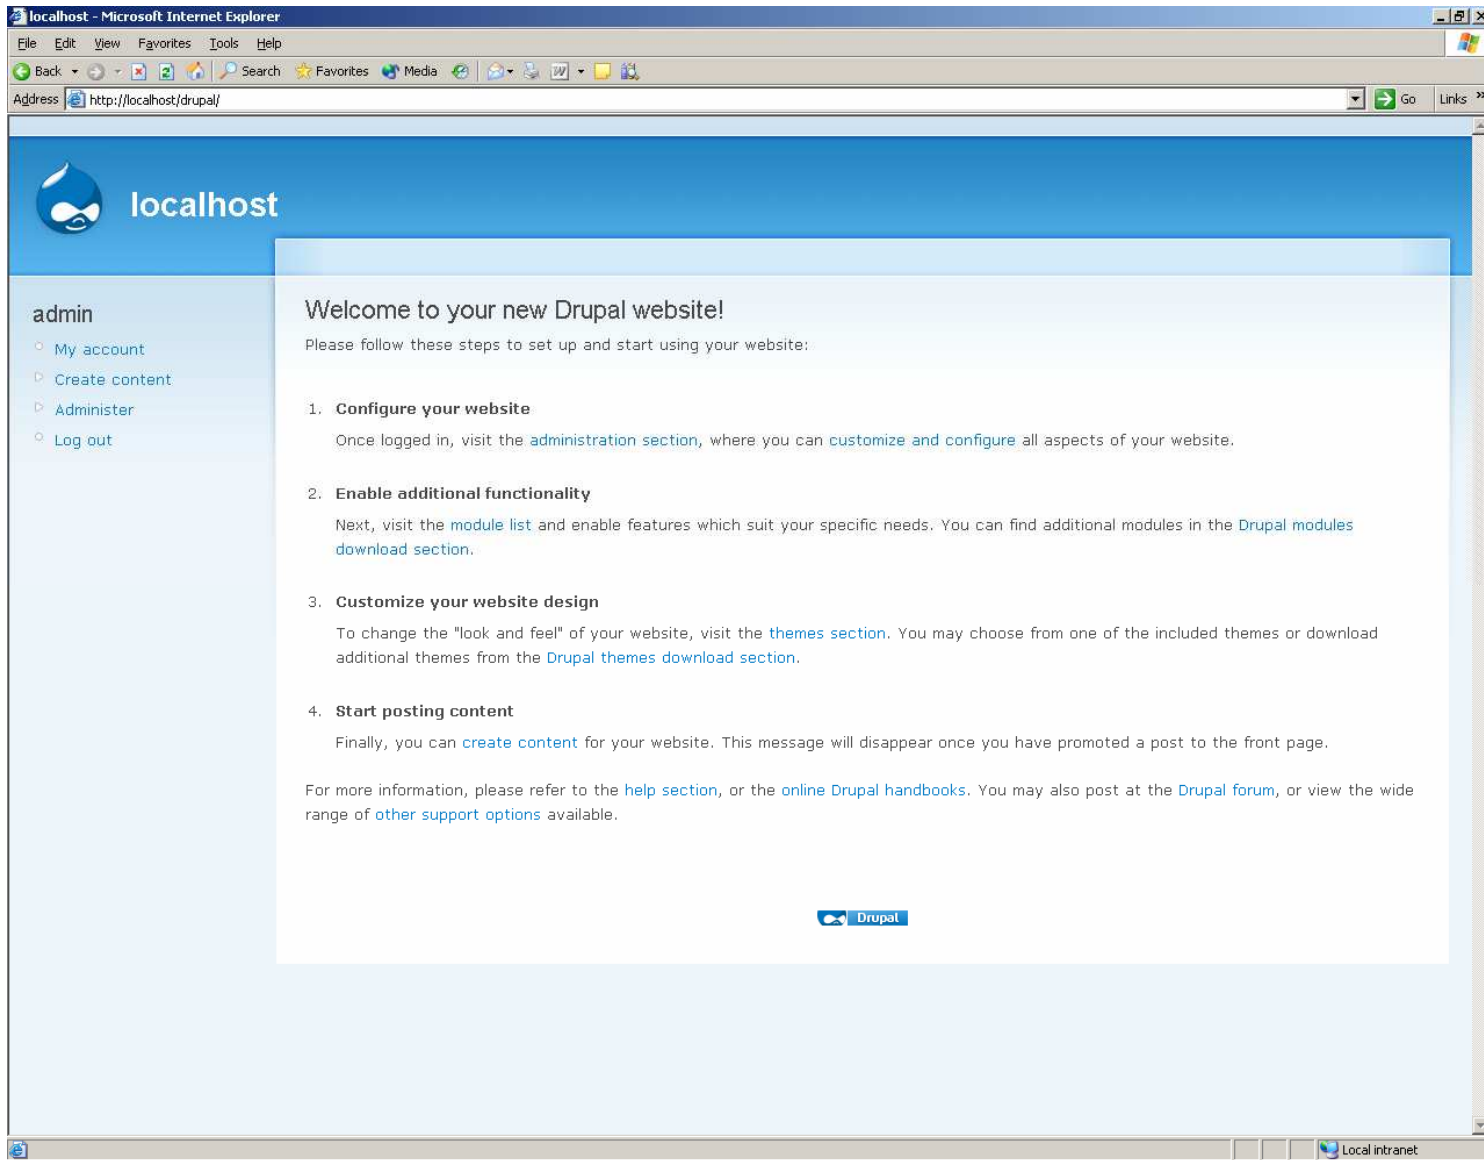 localhost - Microsoft Internet Explorer
File Edit View Favorites Tools Help
Back Search Favorites Media
Address http://localhost/drupal/ Go Links »
localhost
admin
My account
Create content
Administer
Log out
Welcome to your new Drupal website!
Please follow these steps to set up and start using your website:
1. Configure your website
Once logged in, visit the administration section, where you can customize and configure all aspects of your website.
2. Enable additional functionality
Next, visit the module list and enable features which suit your specific needs. You can find additional modules in the Drupal modules
download section.
3. Customize your website design
To change the "look and feel" of your website, visit the themes section. You may choose from one of the included themes or download
additional themes from the Drupal themes download section.
4. Start posting content
Finally, you can create content for your website. This message will disappear once you have promoted a post to the front page.
For more information, please refer to the help section, or the online Drupal handbooks. You may also post at the Drupal forum, or view the wide
range of other support options available.
Drupal
Local intranet